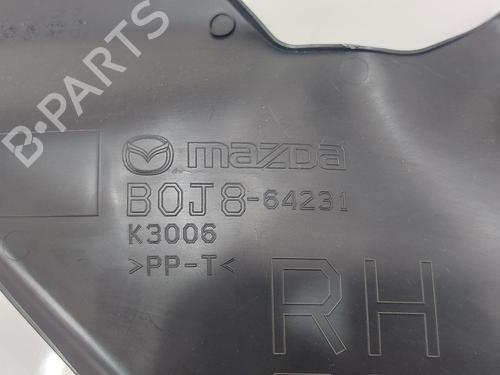 B-PARTS
mazda
B0J8-64231
K3006
>PP-T<
RH